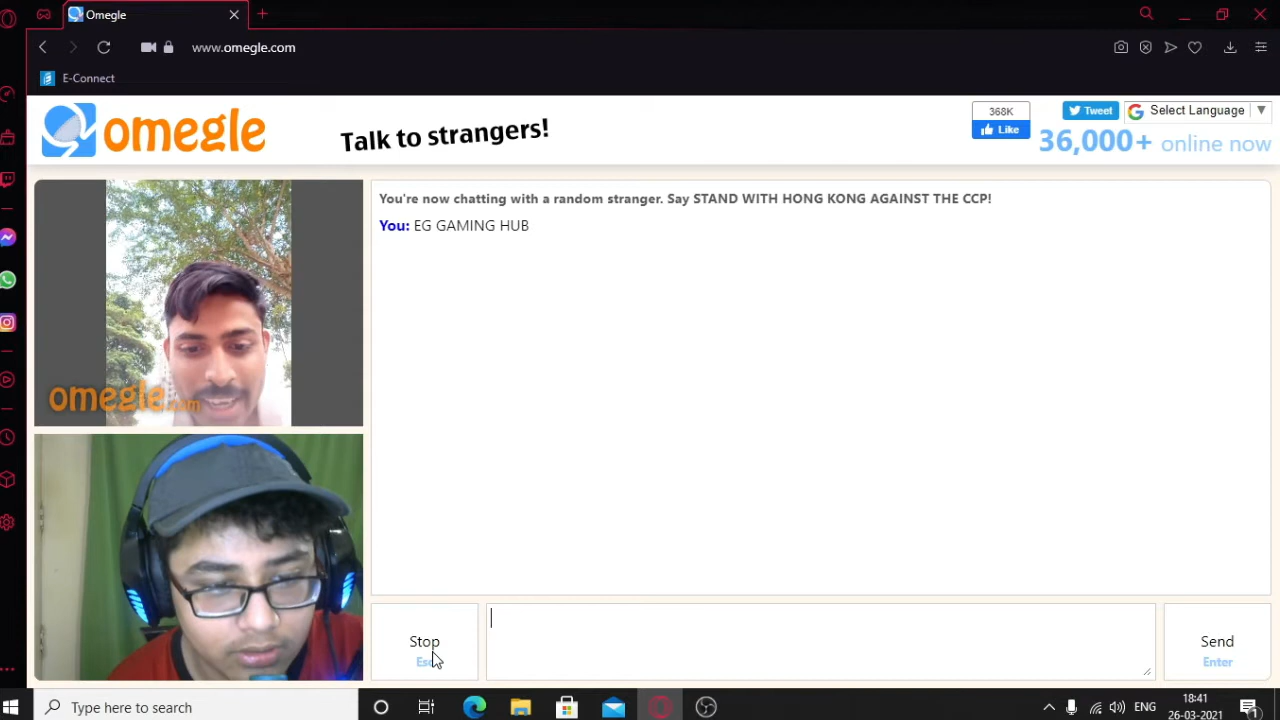 Omegle
www.omegle.com
E-Connect
omegle
Talk to strangers!
368K
Like
Tweet
Select Language
36,000+ online now
You're now chatting with a random stranger. Say STAND WITH HONG KONG AGAINST THE CCP!
You: EG GAMING HUB
omegle.com
Stop
Esc
Send
Enter
Type here to search
ENG
18:41
26-03-2021
1